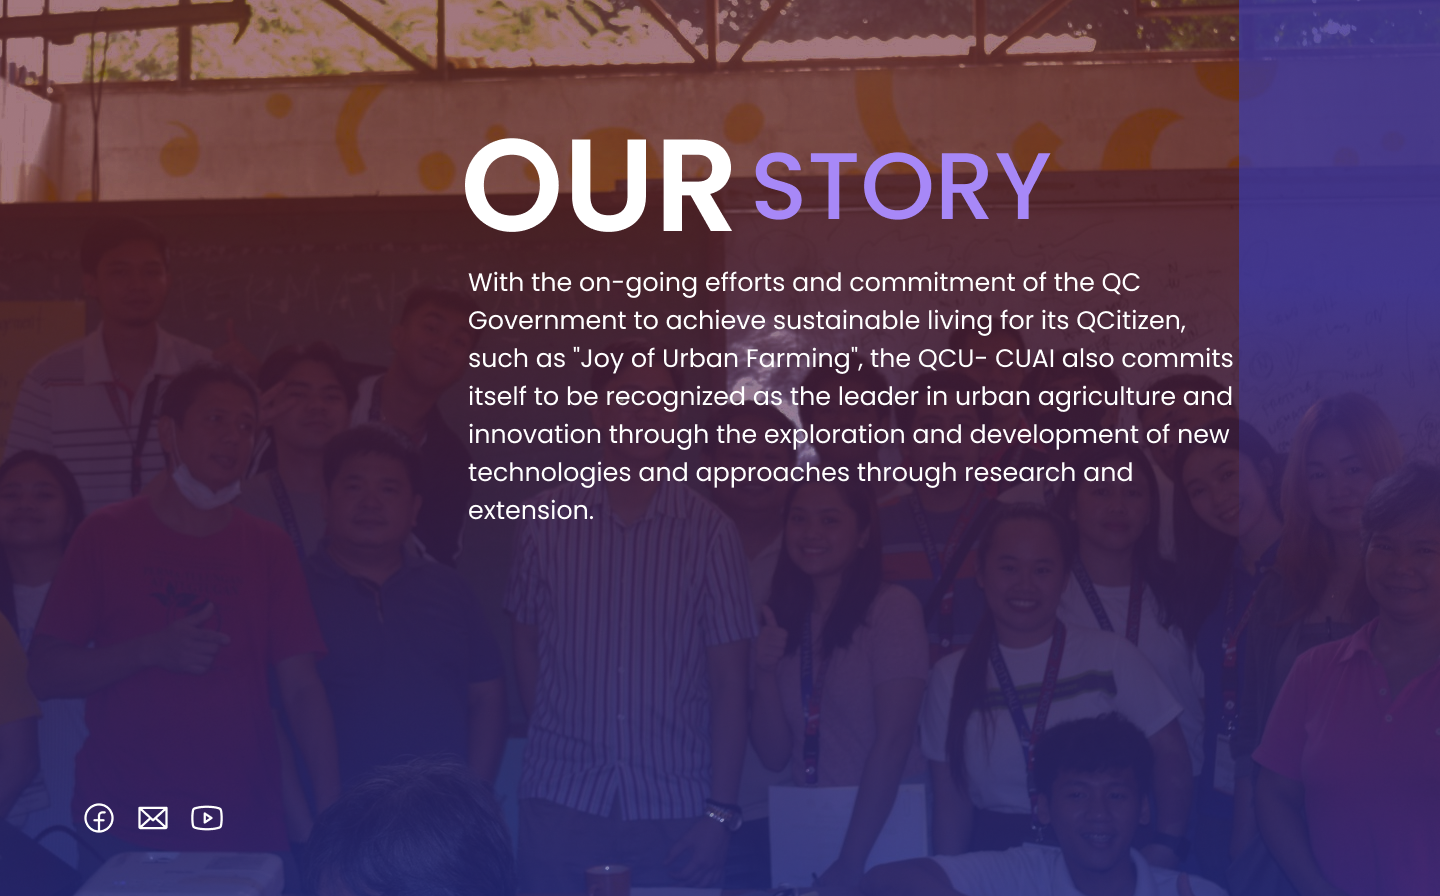 OUR STORY
With the on-going efforts and commitment of the QC
Government to achieve sustainable living for its QCitizen,
such as "Joy of Urban Farming", the QCU- CUAI also commits
itself to be recognized as the leader in urban agriculture and
innovation through the exploration and development of new
technologies and approaches through research and
extension.